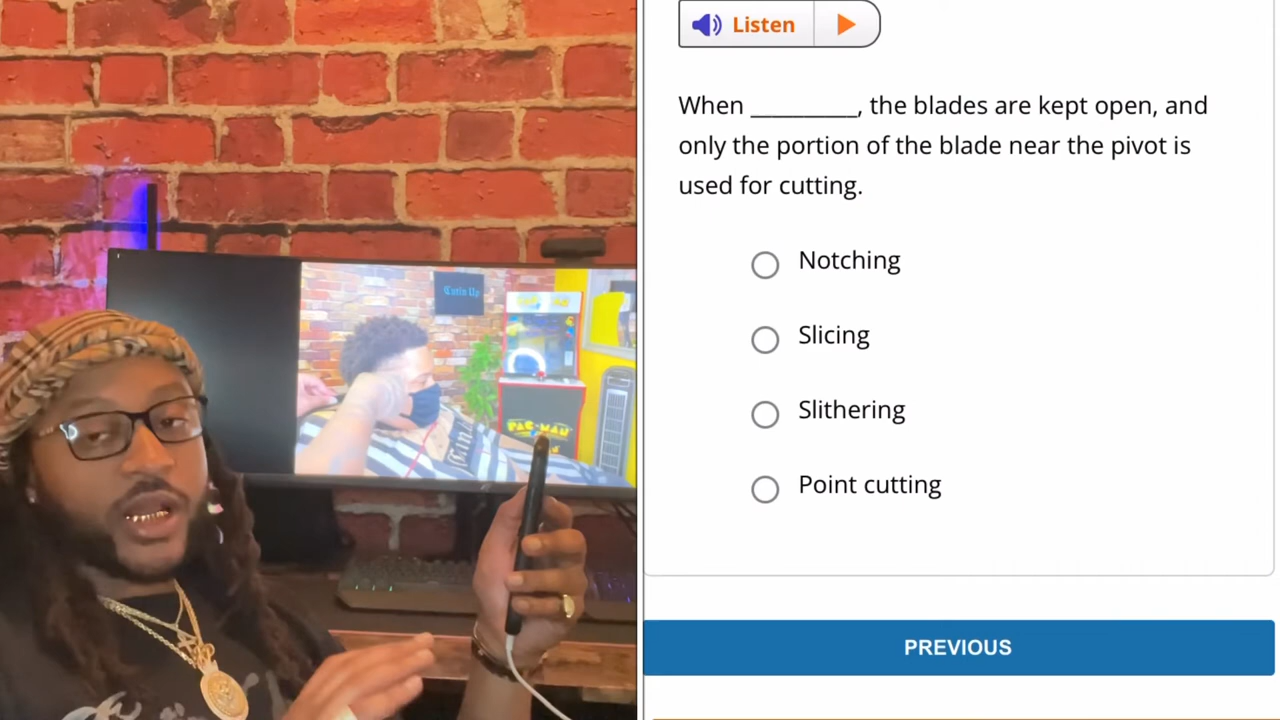 Listen
When __________, the blades are kept open, and
only the portion of the blade near the pivot is
used for cutting.
Notching
Slicing
Slithering
Point cutting
PREVIOUS
PAC-MAN